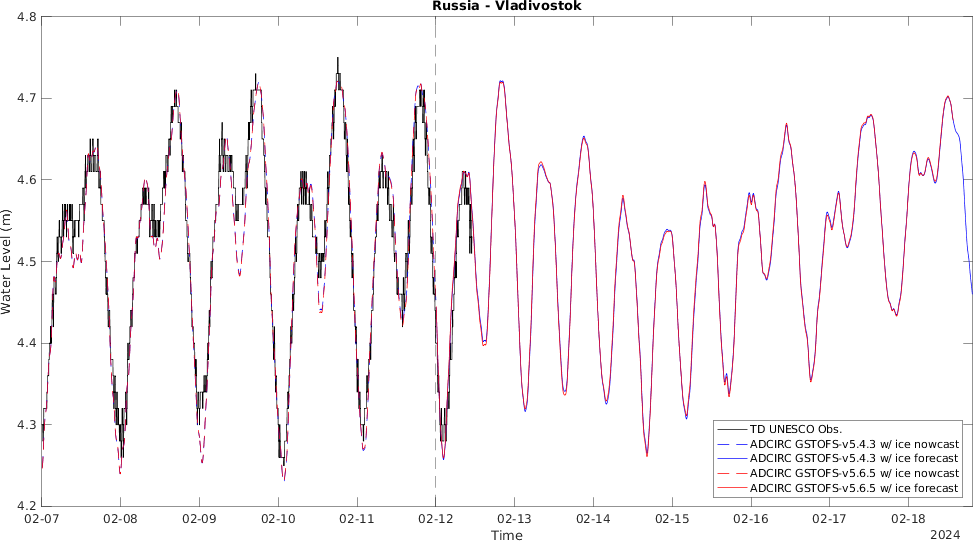 Russia - Vladivostok
4.8
4.7
4.6
4.5
4.4
4.3
4.2
Water Level (m)
TD UNESCO Obs.
ADCIRC GSTOFS-v5.4.3 w/ ice nowcast
ADCIRC GSTOFS-v5.4.3 w/ ice forecast
ADCIRC GSTOFS-v5.6.5 w/ ice nowcast
ADCIRC GSTOFS-v5.6.5 w/ ice forecast
02-07 02-08 02-09 02-10 02-11 02-12 02-13 02-14 02-15 02-16 02-17 02-18
Time
2024